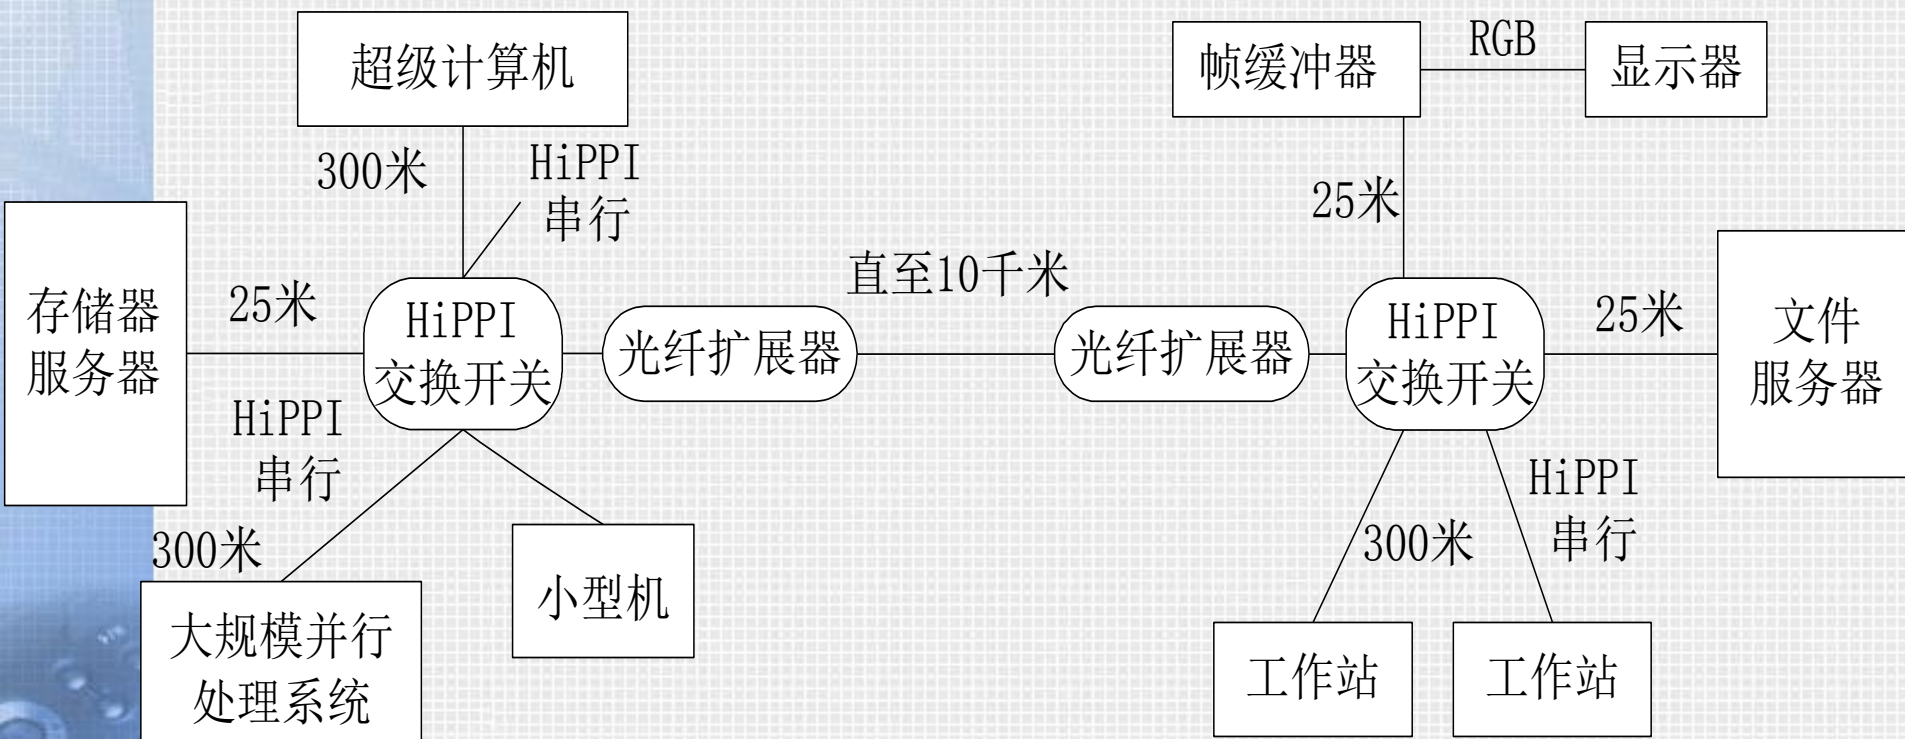 超级计算机
300米
HiPPI
串行
存储器
服务器
25米
HiPPI
交换开关
光纤扩展器
直至10千米
光纤扩展器
HiPPI
串行
300米
大规模并行
处理系统
小型机
帧缓冲器
RGB
显示器
25米
HiPPI
交换开关
25米
文件
服务器
300米
HiPPI
串行
工作站
工作站